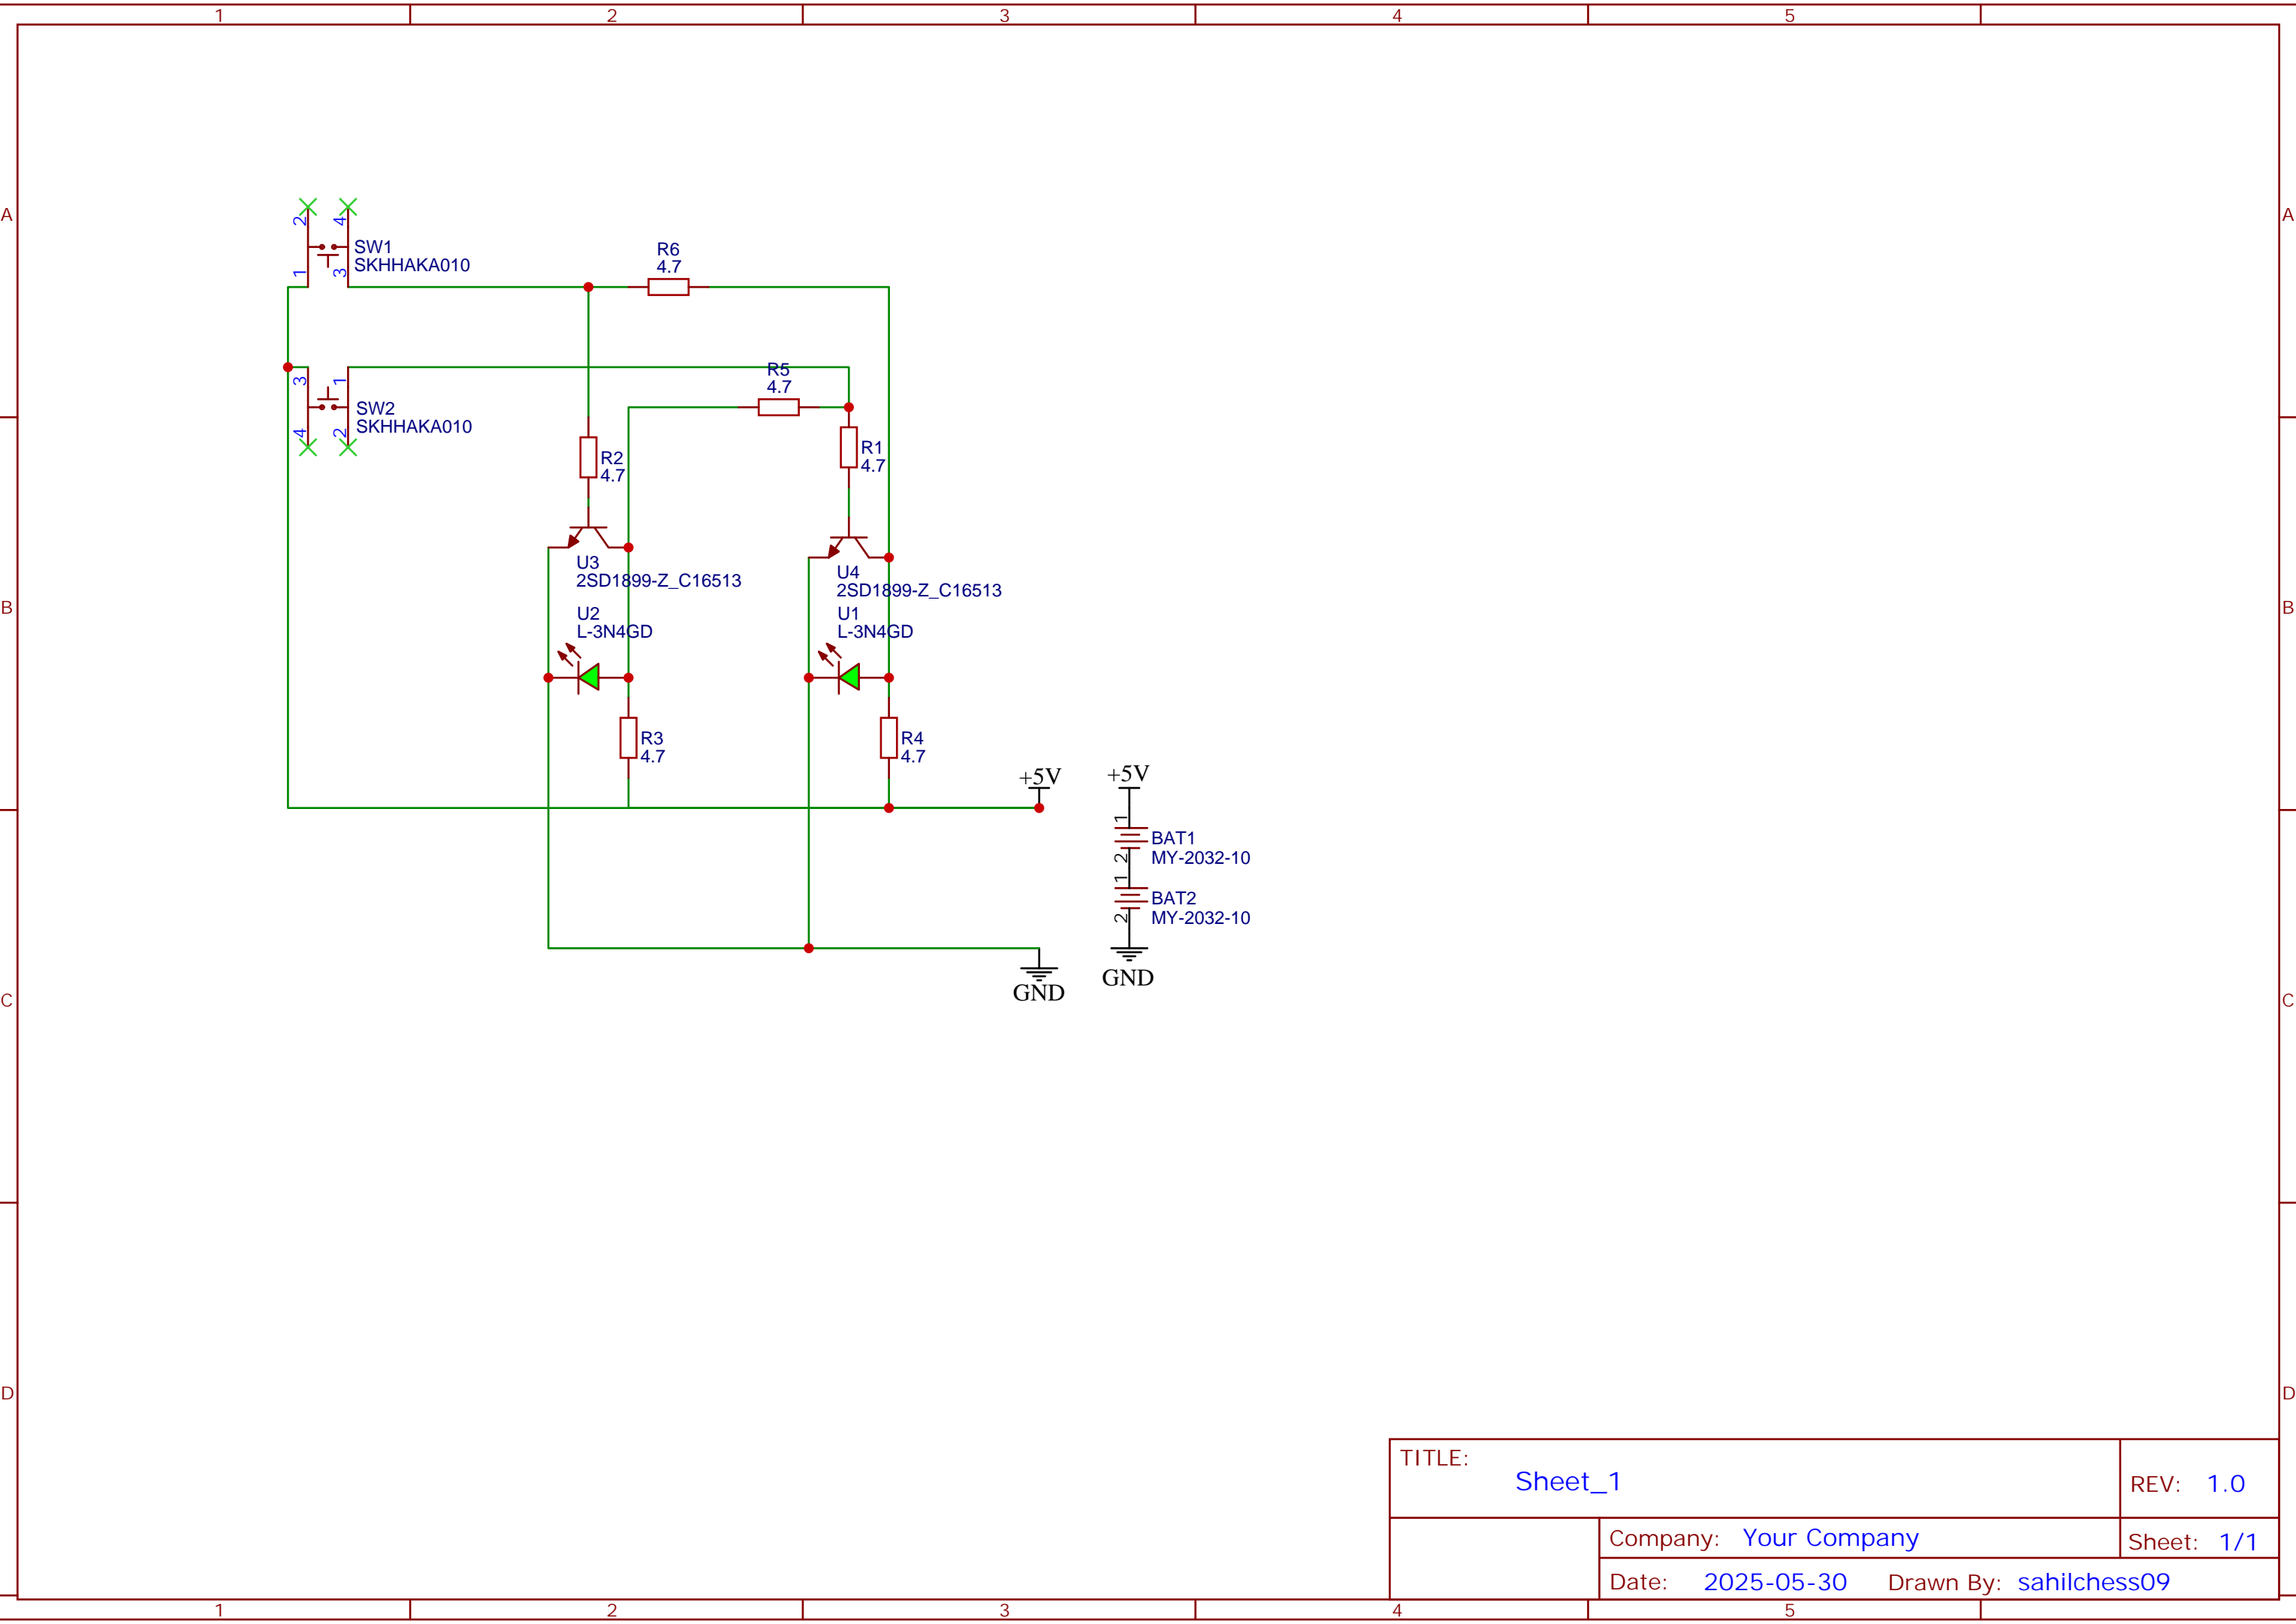 1 2 3 4 5
A A
2 4
SW1
SKHHAKA010
1 3
R6
4.7
R5
4.7
3 1
SW2
SKHHAKA010
4 2
R2
4.7
R1
4.7
U3
2SD1899-Z_C16513
U4
2SD1899-Z_C16513
B B
U2
L-3N4GD
U1
L-3N4GD
R3
4.7
R4
4.7
+5V +5V
1
BAT1
MY-2032-10
2
1
BAT2
MY-2032-10
2
GND
GND
C C
D D
TITLE:
Sheet_1
REV: 1.0
Company: Your Company
Sheet: 1/1
Date: 2025-05-30 Drawn By: sahilchess09
1 2 3 4 5